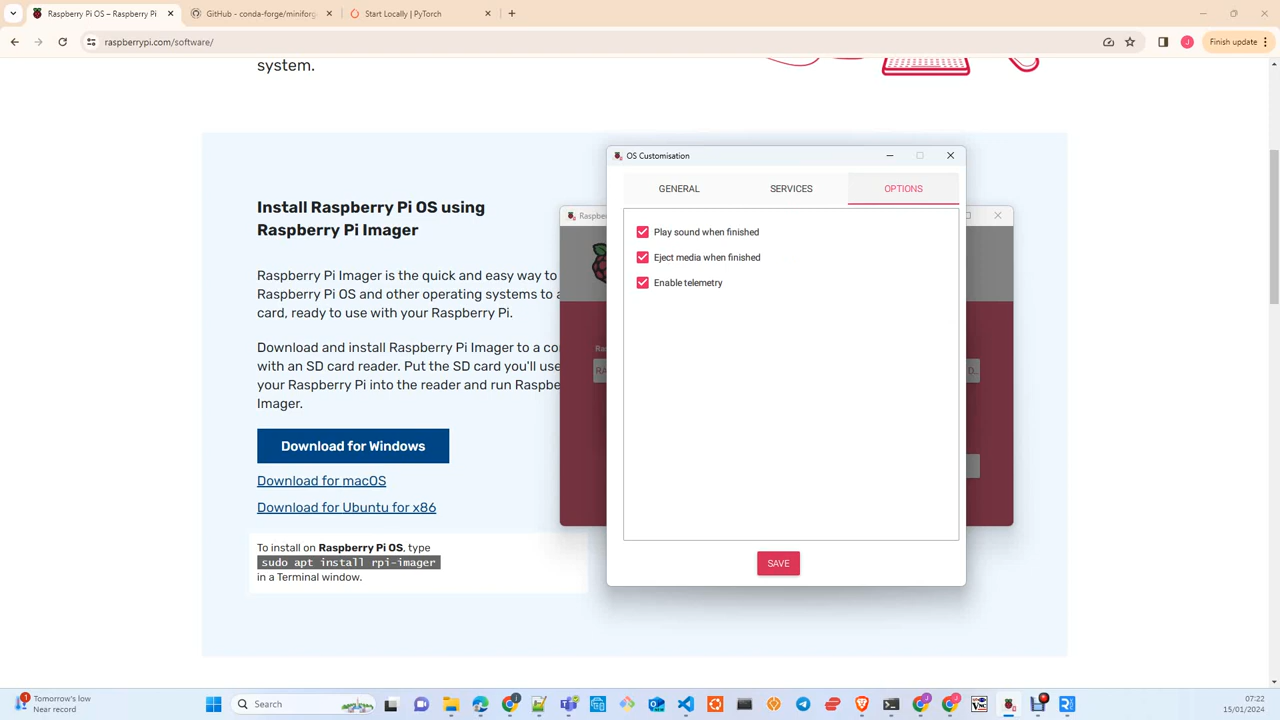 Raspberry Pi OS – Raspberry Pi
GitHub - conda-forge/miniforg
Start Locally | PyTorch
raspberrypi.com/software/
J
Finish update
system.
OS Customisation
GENERAL
SERVICES
OPTIONS
Play sound when finished
Eject media when finished
Enable telemetry
SAVE
Raspbe
Ras
RA
D..
Install Raspberry Pi OS using
Raspberry Pi Imager
Raspberry Pi Imager is the quick and easy way to
Raspberry Pi OS and other operating systems to a
card, ready to use with your Raspberry Pi.
Download and install Raspberry Pi Imager to a co
with an SD card reader. Put the SD card you'll use
your Raspberry Pi into the reader and run Raspbe
Imager.
Download for Windows
Download for macOS
Download for Ubuntu for x86
To install on Raspberry Pi OS, type
sudo apt install rpi-imager
in a Terminal window.
1
Tomorrow's low
Near record
Search
07:22
15/01/2024